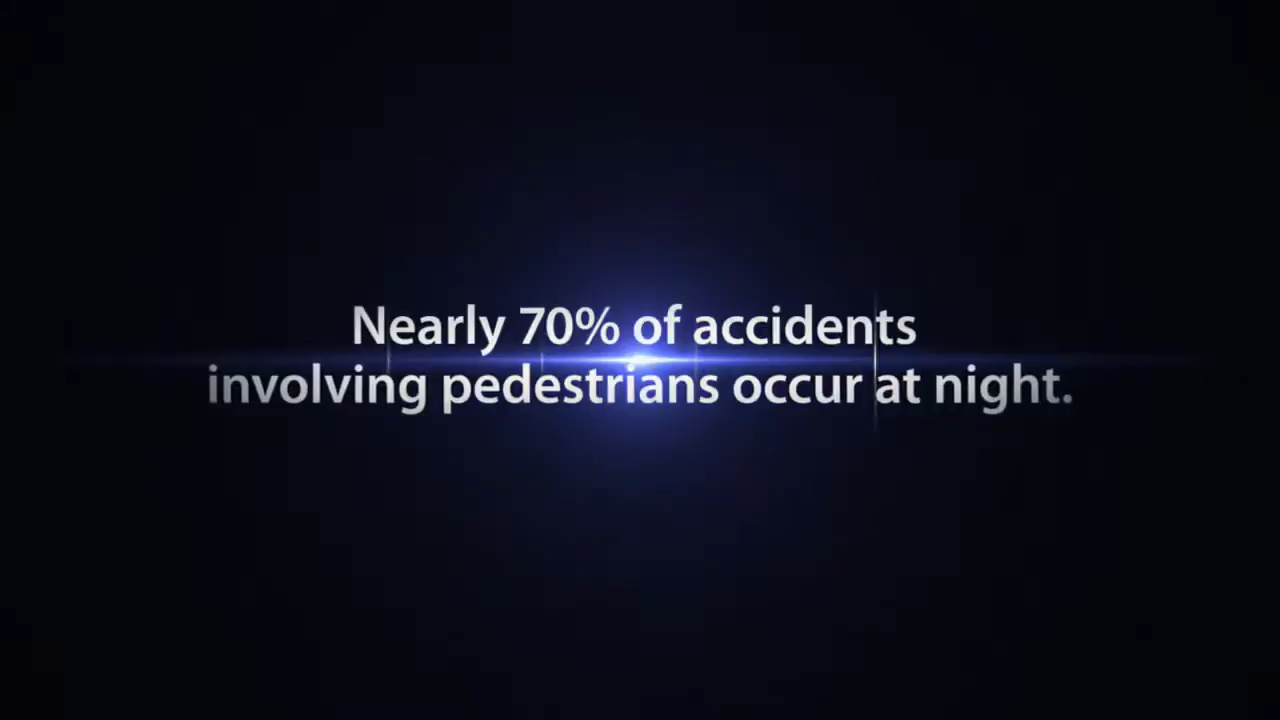 Nearly 70% of accidents
involving pedestrians occur at night.